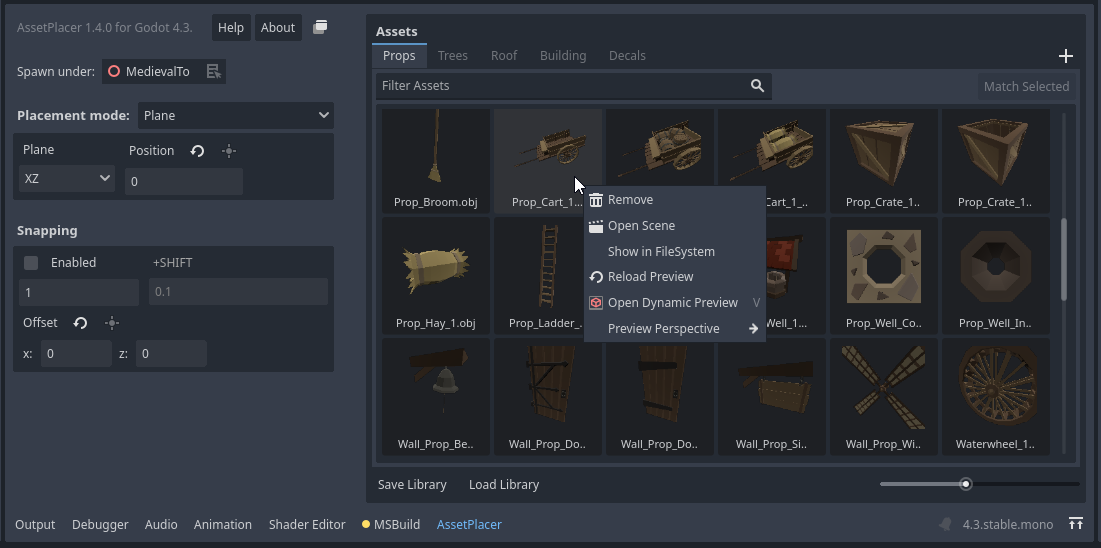 AssetPlacer 1.4.0 for Godot 4.3.
Help
About
Spawn under:
MedievalTo
Placement mode:
Plane
Plane
Position
XZ
0
Snapping
Enabled
+SHIFT
1
0.1
Offset
x:
0
z:
0
Assets
Props
Trees
Roof
Building
Decals
Filter Assets
Match Selected
Prop_Broom.obj
Prop_Cart_1...
Cart_1_..
Prop_Crate_1..
Prop_Crate_1..
Remove
Open Scene
Show in FileSystem
Reload Preview
Open Dynamic Preview V
Preview Perspective
Prop_Hay_1.obj
Prop_Ladder_.
Well_1...
Prop_Well_Co..
Prop_Well_In..
Wall_Prop_Be..
Wall_Prop_Do..
Wall_Prop_Do..
Wall_Prop_Si..
Wall_Prop_Wi..
Waterwheel_1..
Save Library
Load Library
Output
Debugger
Audio
Animation
Shader Editor
MSBuild
AssetPlacer
4.3.stable.mono